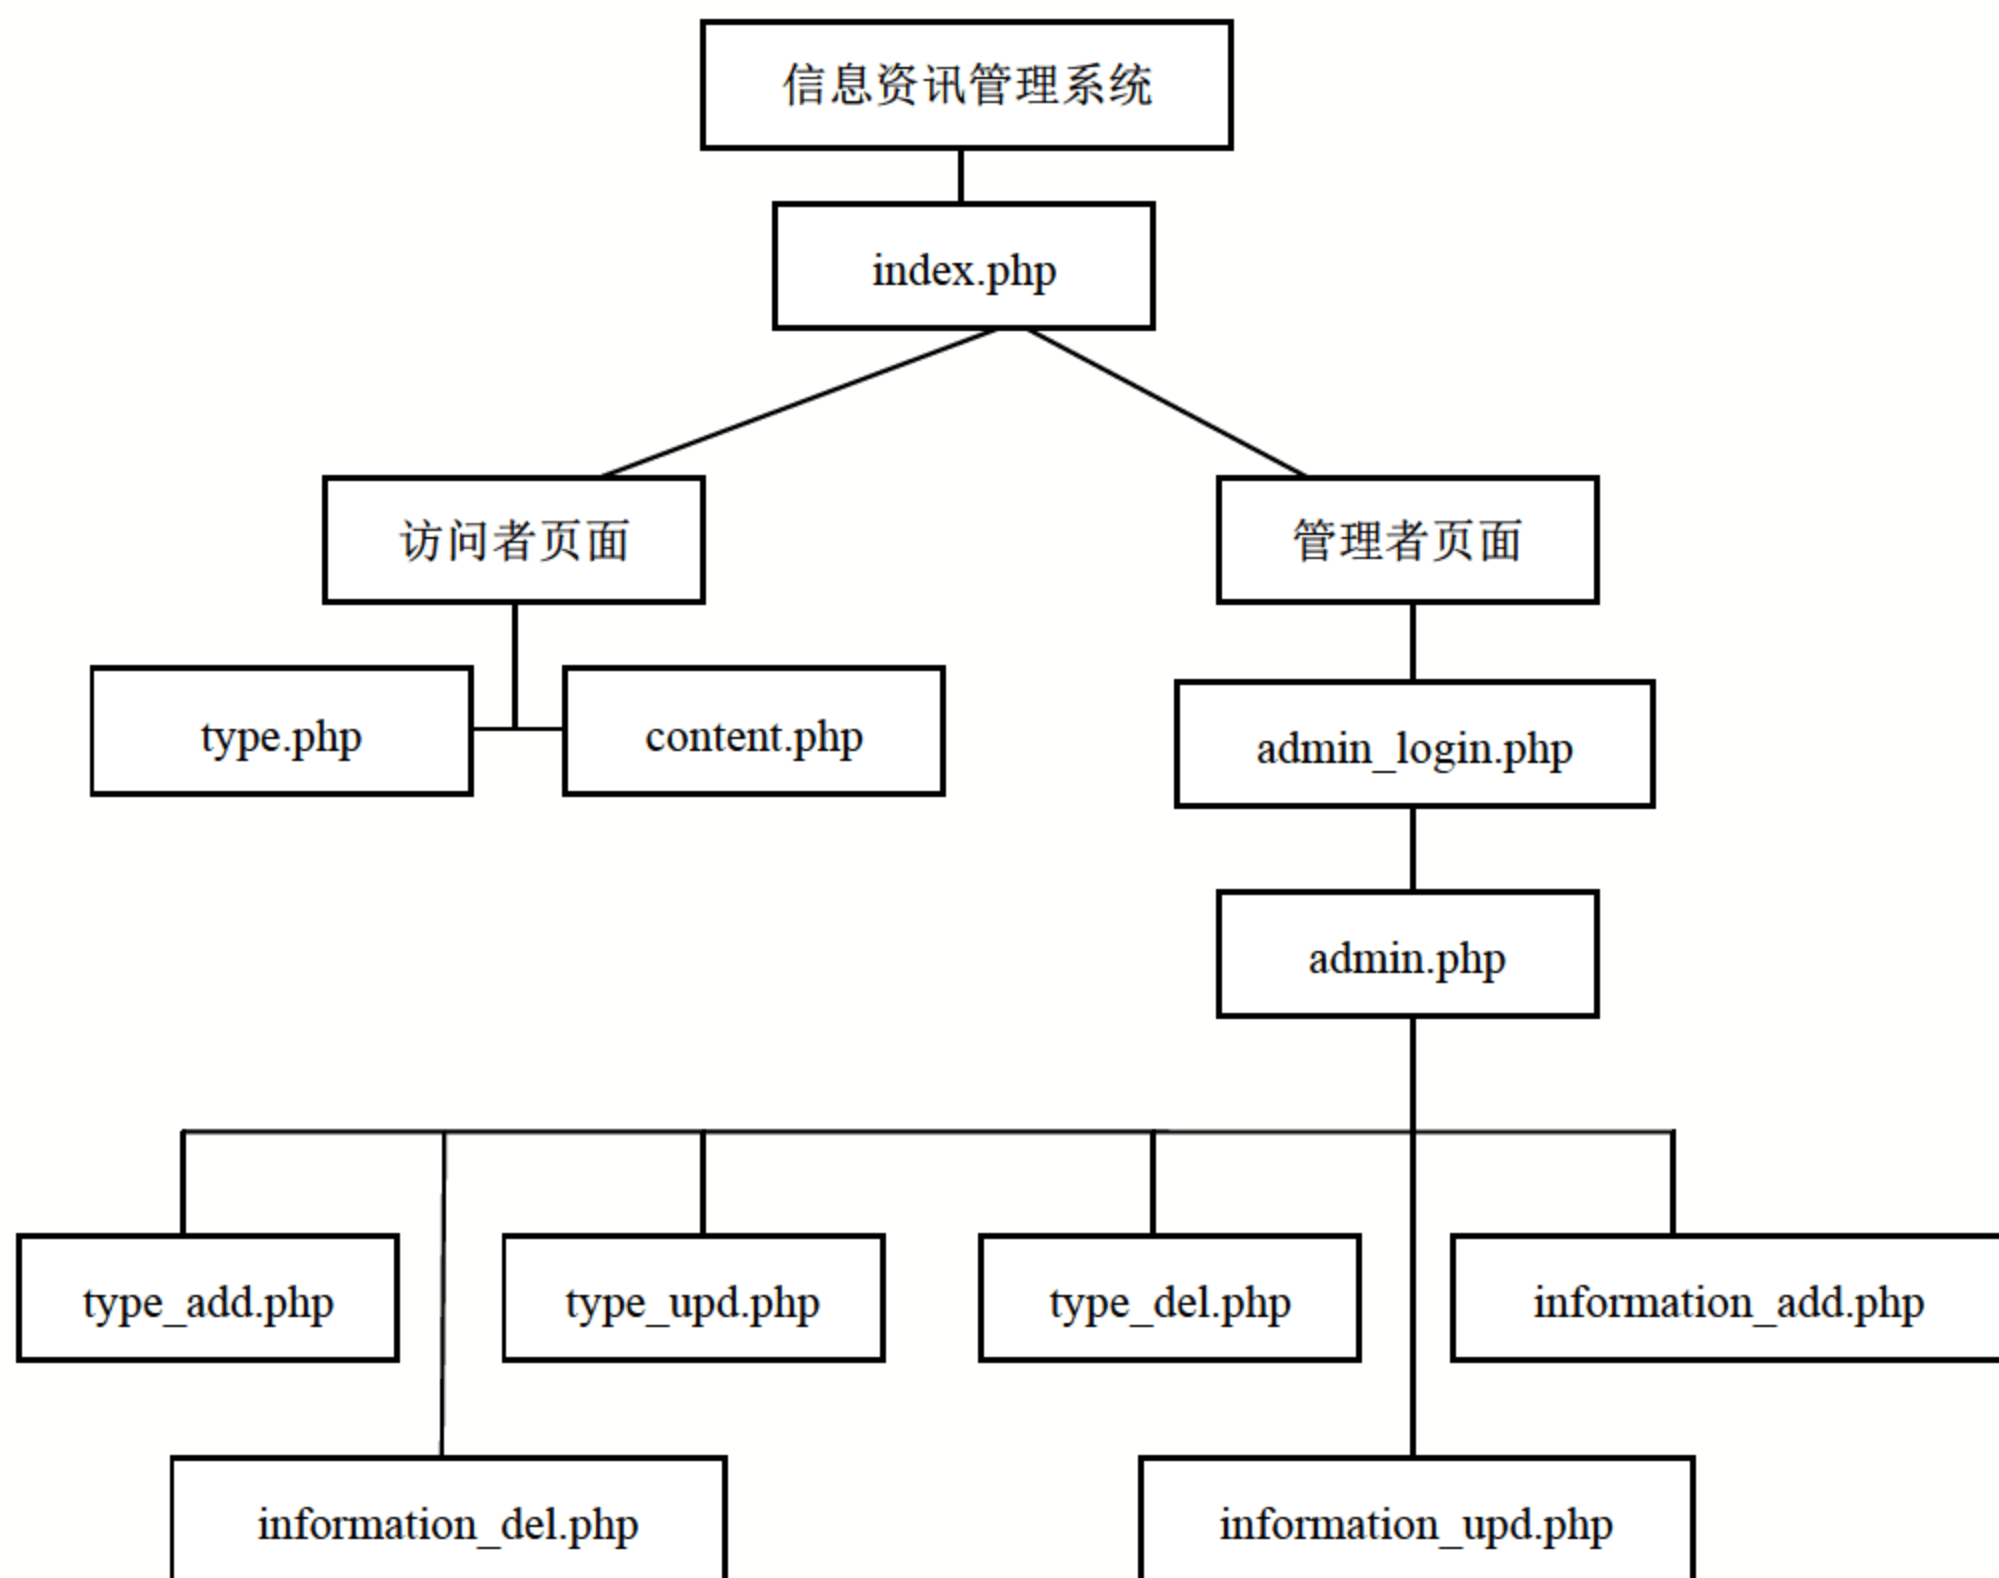 信息资讯管理系统
index.php
访问者页面
管理者页面
type.php
content.php
admin_login.php
admin.php
type_add.php
type_upd.php
type_del.php
information_add.php
information_del.php
information_upd.php